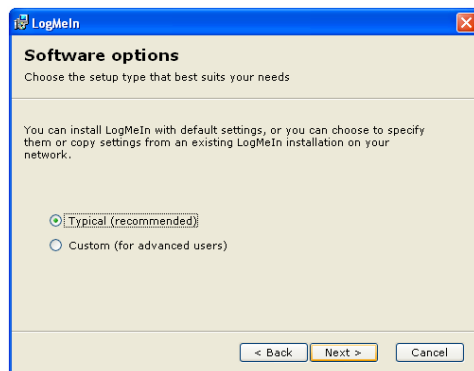 LogMeIn
Software options
Choose the setup type that best suits your needs
You can install LogMeIn with default settings, or you can choose to specify
them or copy settings from an existing LogMeIn installation on your
network.
Typical (recommended)
Custom (for advanced users)
< Back Next > Cancel